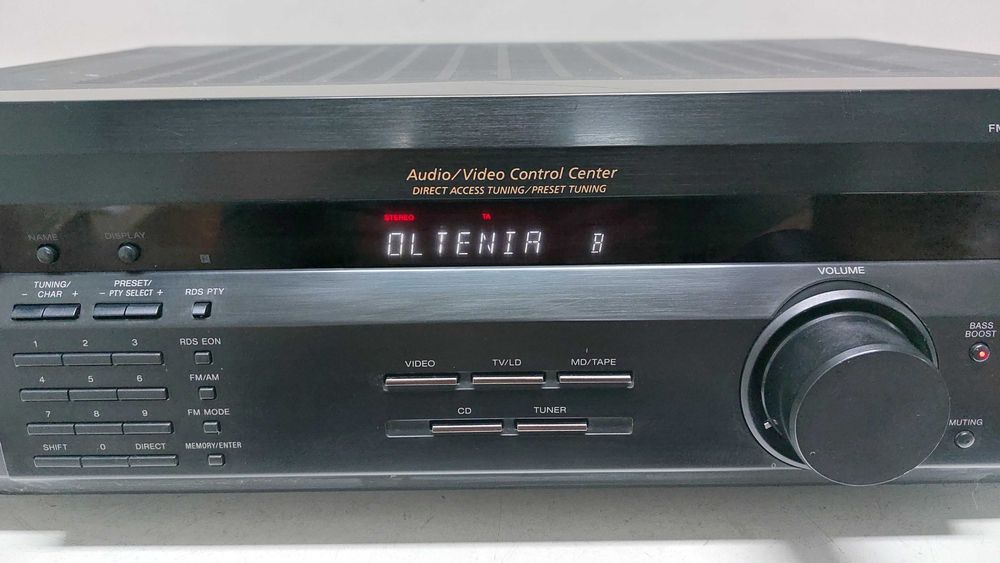 FM
Audio/Video Control Center
DIRECT ACCESS TUNING/PRESET TUNING
STEREO TA
OLTENIA 8
NAME DISPLAY
TUNING/
- CHAR +
PRESET/
- PTY SELECT +
RDS PTY
VOLUME
1 2 3
RDS EON
4 5 6
FM/AM
7 8 9
FM MODE
SHIFT 0 DIRECT
MEMORY/ENTER
VIDEO TV/LD MD/TAPE
CD TUNER
BASS
BOOST
MUTING
0